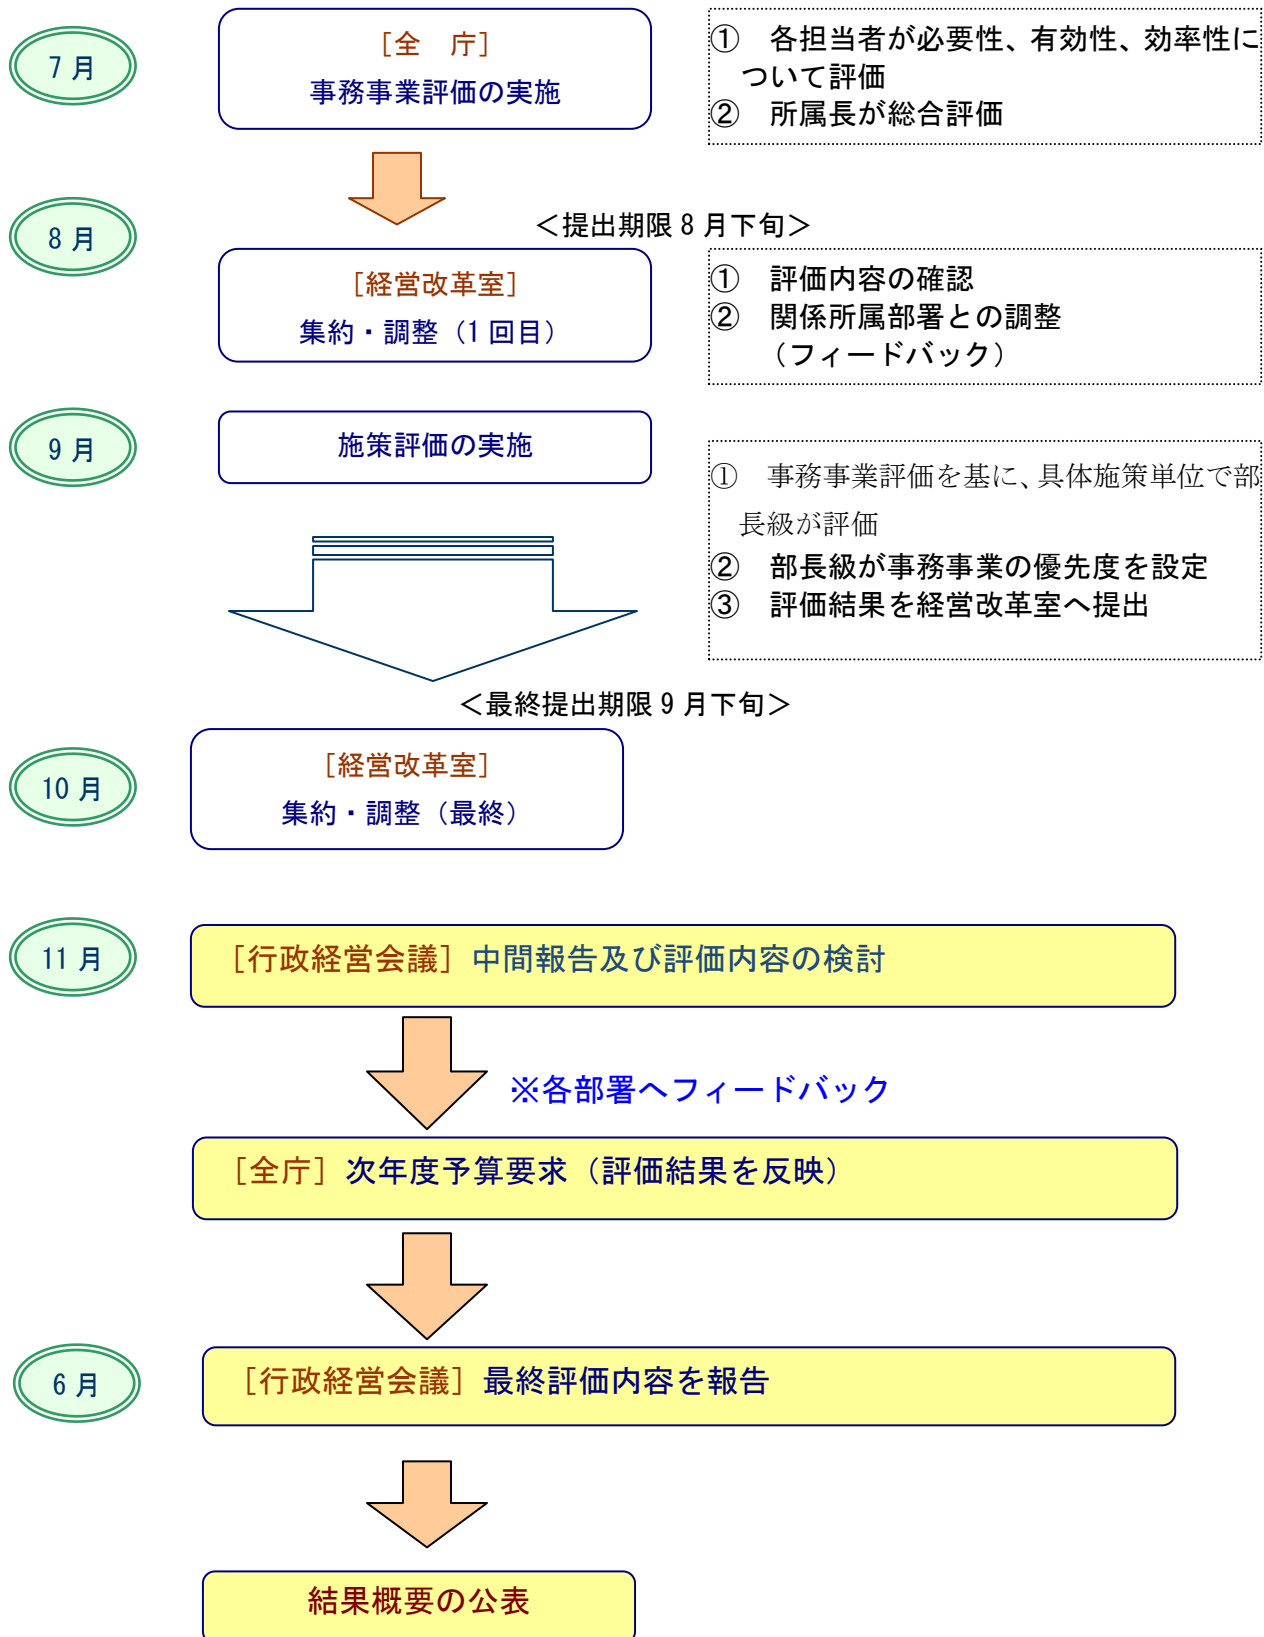 7月
［全　庁］
事務事業評価の実施
①　各担当者が必要性、有効性、効率性に
ついて評価
②　所属長が総合評価
8月
＜提出期限8月下旬＞
［経営改革室］
集約・調整（1回目）
①　評価内容の確認
②　関係所属部署との調整
（フィードバック）
9月
施策評価の実施
①　事務事業評価を基に、具体施策単位で部
長級が評価
②　部長級が事務事業の優先度を設定
③　評価結果を経営改革室へ提出
＜最終提出期限9月下旬＞
10月
［経営改革室］
集約・調整（最終）
11月
［行政経営会議］中間報告及び評価内容の検討
※各部署へフィードバック
［全庁］次年度予算要求（評価結果を反映）
6月
［行政経営会議］最終評価内容を報告
結果概要の公表